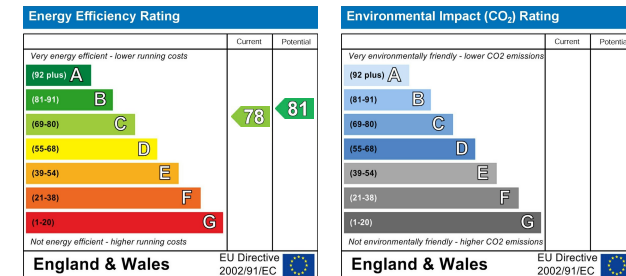 Energy Efficiency Rating
Current Potential
Very energy efficient - lower running costs
(92 plus) A
(81-91) B
(69-80) C
(55-68) D
(39-54) E
(21-38) F
(1-20) G
78
81
Not energy efficient - higher running costs
England & Wales
EU Directive
2002/91/EC
Environmental Impact (CO₂) Rating
Current Potential
Very environmentally friendly - lower CO2 emissions
(92 plus) A
(81-91) B
(69-80) C
(55-68) D
(39-54) E
(21-38) F
(1-20) G
Not environmentally friendly - higher CO2 emissions
England & Wales
EU Directive
2002/91/EC